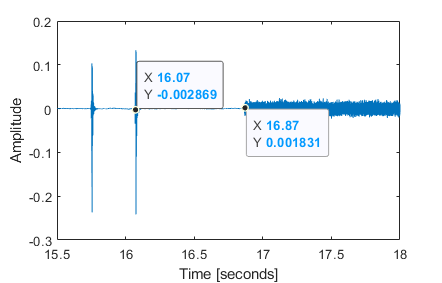 0.2
0.1
0
-0.1
-0.2
-0.3
Amplitude
X 16.07
Y -0.002869
X 16.87
Y 0.001831
15.5 16 16.5 17 17.5 18
Time [seconds]